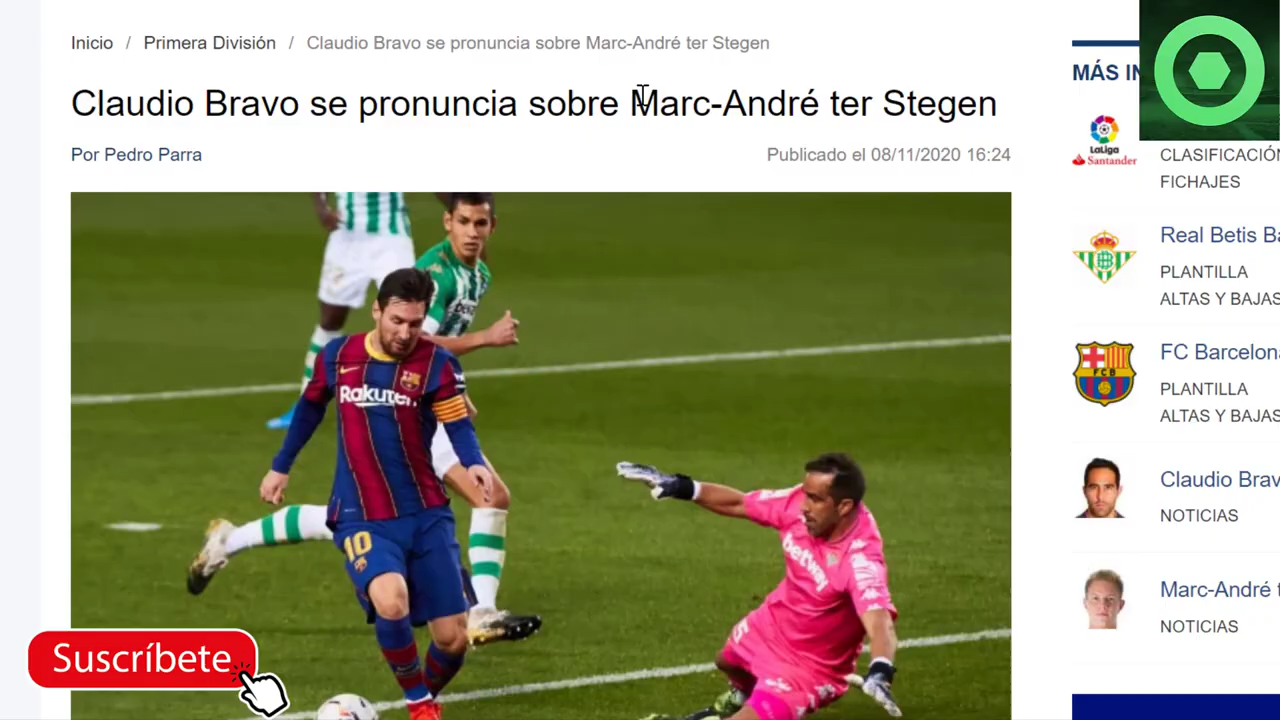 Inicio / Primera División / Claudio Bravo se pronuncia sobre Marc-André ter Stegen
Claudio Bravo se pronuncia sobre Marc-André ter Stegen
Por Pedro Parra
Publicado el 08/11/2020 16:24
MÁS IN
LaLiga
Santander
CLASIFICACIÓN
FICHAJES
Real Betis Ba
PLANTILLA
ALTAS Y BAJAS
FCB
FC Barcelona
PLANTILLA
ALTAS Y BAJAS
Claudio Brav
NOTICIAS
Marc-André t
NOTICIAS
Rakuten
10
betway
Suscríbete